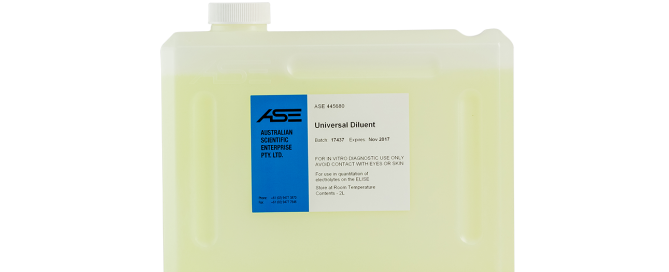 ASE
AUSTRALIAN
SCIENTIFIC
ENTERPRISE
PTY. LTD.
ASE 445680
Universal Diluent
Batch : 17437 Expires : Nov 2017
FOR IN VITRO DIAGNOSTIC USE ONLY
AVOID CONTACT WITH EYES OR SKIN
For use in quantitation of
electrolytes on the ELISE
Store at Room Temperature
Contents - 2L